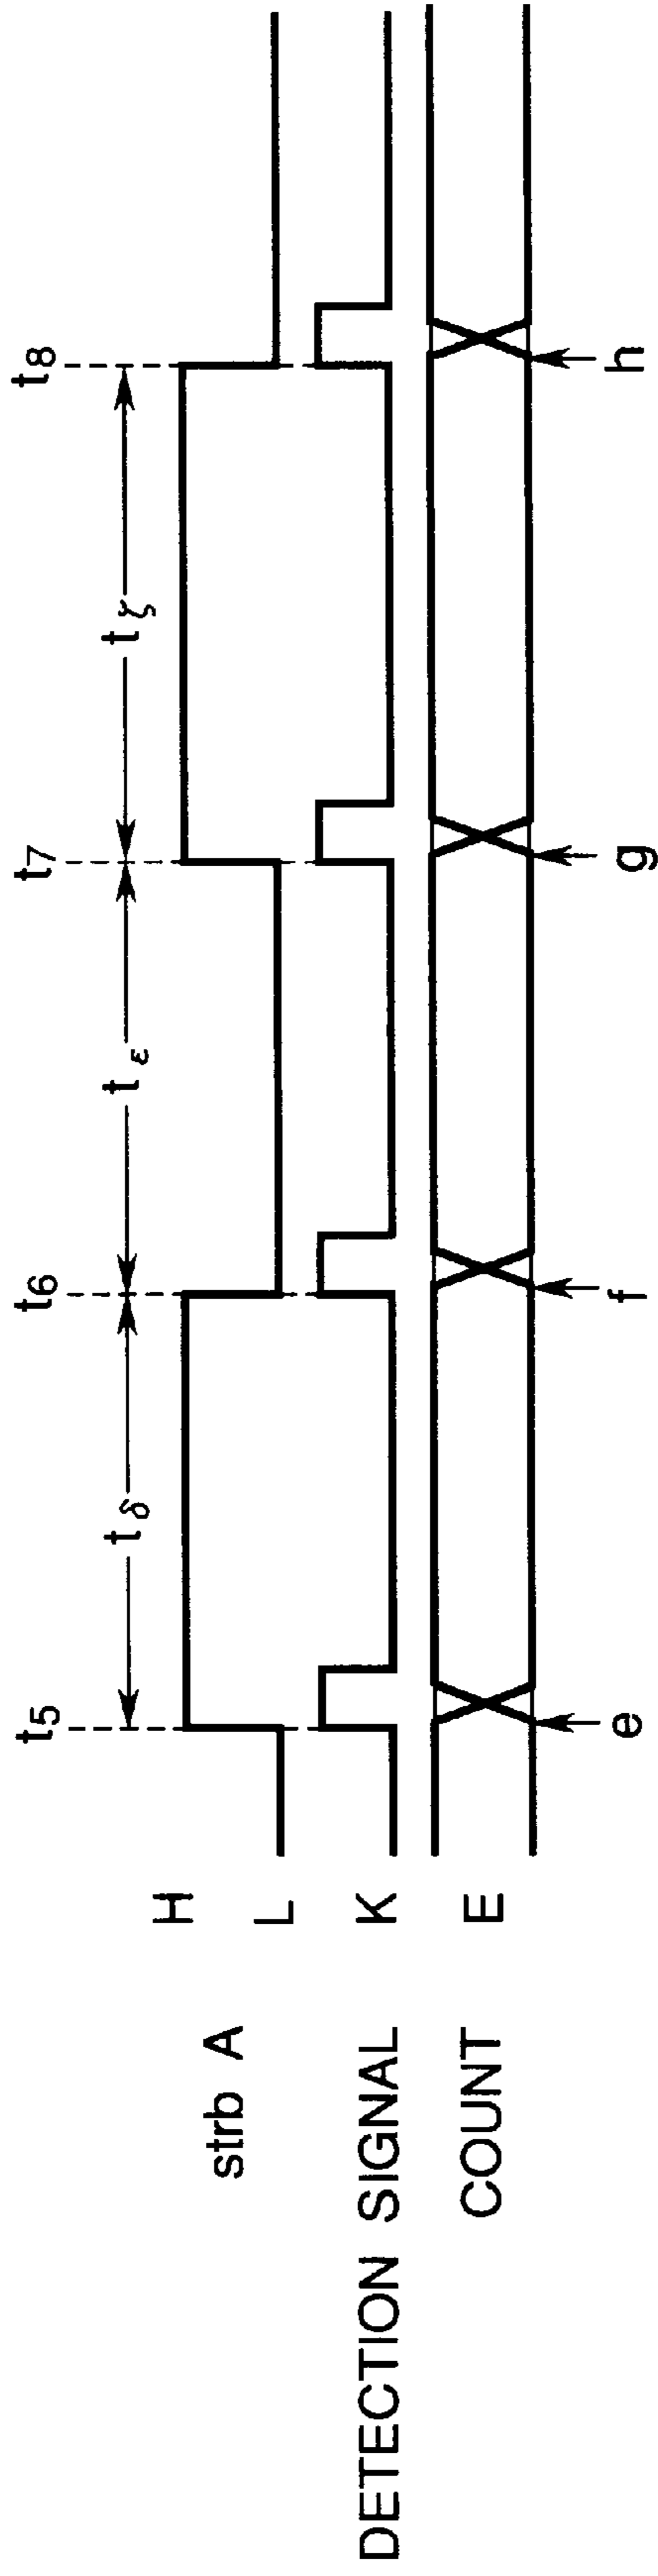 t5 t6 t7 t8
tδ tε tζ
H
strb A
L
DETECTION SIGNAL K
COUNT E
e f g h